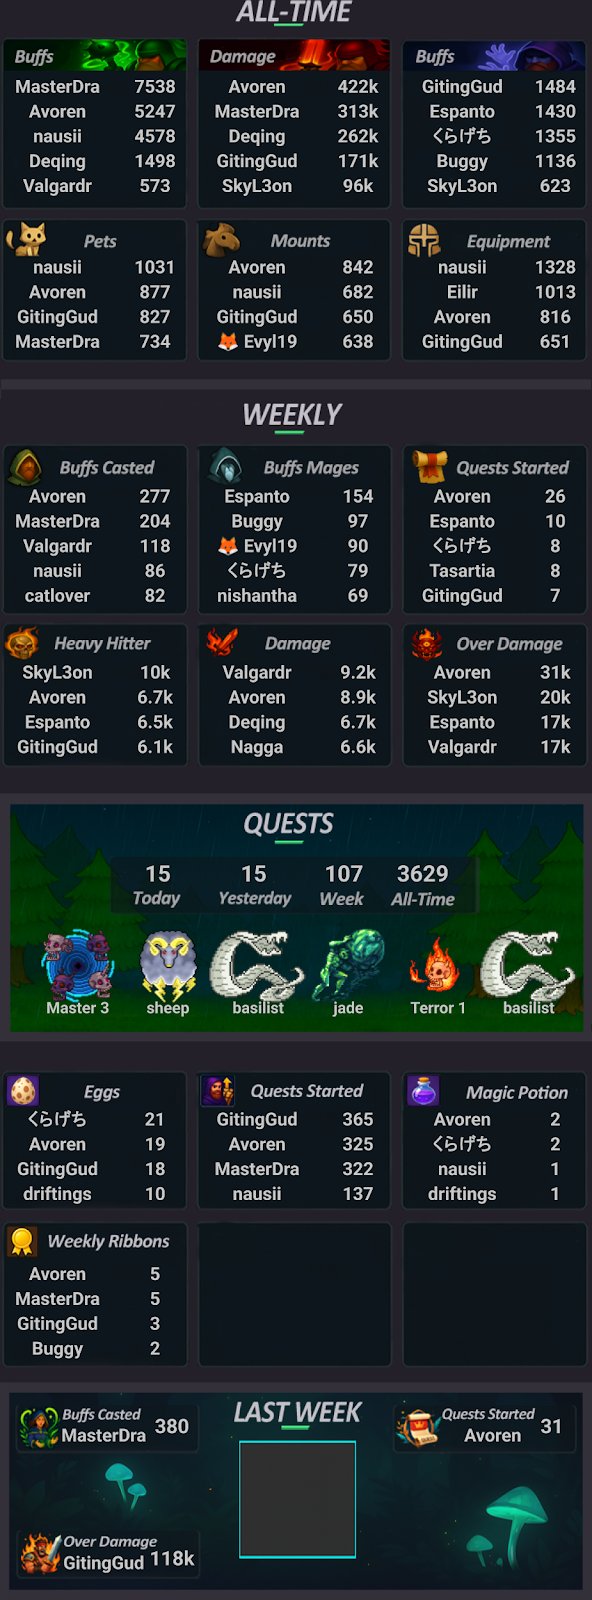 ALL-TIME
Buffs
MasterDra 7538
Avoren 5247
nausii 4578
Deqing 1498
Valgardr 573
Damage
Avoren 422k
MasterDra 313k
Deqing 262k
GitingGud 171k
SkyL3on 96k
Buffs
GitingGud 1484
Espanto 1430
くらげち 1355
Buggy 1136
SkyL3on 623
Pets
nausii 1031
Avoren 877
GitingGud 827
MasterDra 734
Mounts
Avoren 842
nausii 682
GitingGud 650
🦊 Evyl19 638
Equipment
nausii 1328
Eilir 1013
Avoren 816
GitingGud 651
WEEKLY
Buffs Casted
Avoren 277
MasterDra 204
Valgardr 118
nausii 86
catlover 82
Buffs Mages
Espanto 154
Buggy 97
🦊 Evyl19 90
くらげち 79
nishantha 69
Quests Started
Avoren 26
Espanto 10
くらげち 8
Tasartia 8
GitingGud 7
Heavy Hitter
SkyL3on 10k
Avoren 6.7k
Espanto 6.5k
GitingGud 6.1k
Damage
Valgardr 9.2k
Avoren 8.9k
Deqing 6.7k
Nagga 6.6k
Over Damage
Avoren 31k
SkyL3on 20k
Espanto 17k
Valgardr 17k
QUESTS
15 15 107 3629
Today Yesterday Week All-Time
Master 3 sheep basilist jade Terror 1 basilist
Eggs
くらげち 21
Avoren 19
GitingGud 18
driftings 10
Quests Started
GitingGud 365
Avoren 325
MasterDra 322
nausii 137
Magic Potion
Avoren 2
くらげち 2
nausii 1
driftings 1
Weekly Ribbons
Avoren 5
MasterDra 5
GitingGud 3
Buggy 2
LAST WEEK
Buffs Casted
MasterDra 380
Quests Started
Avoren 31
Over Damage
GitingGud 118k